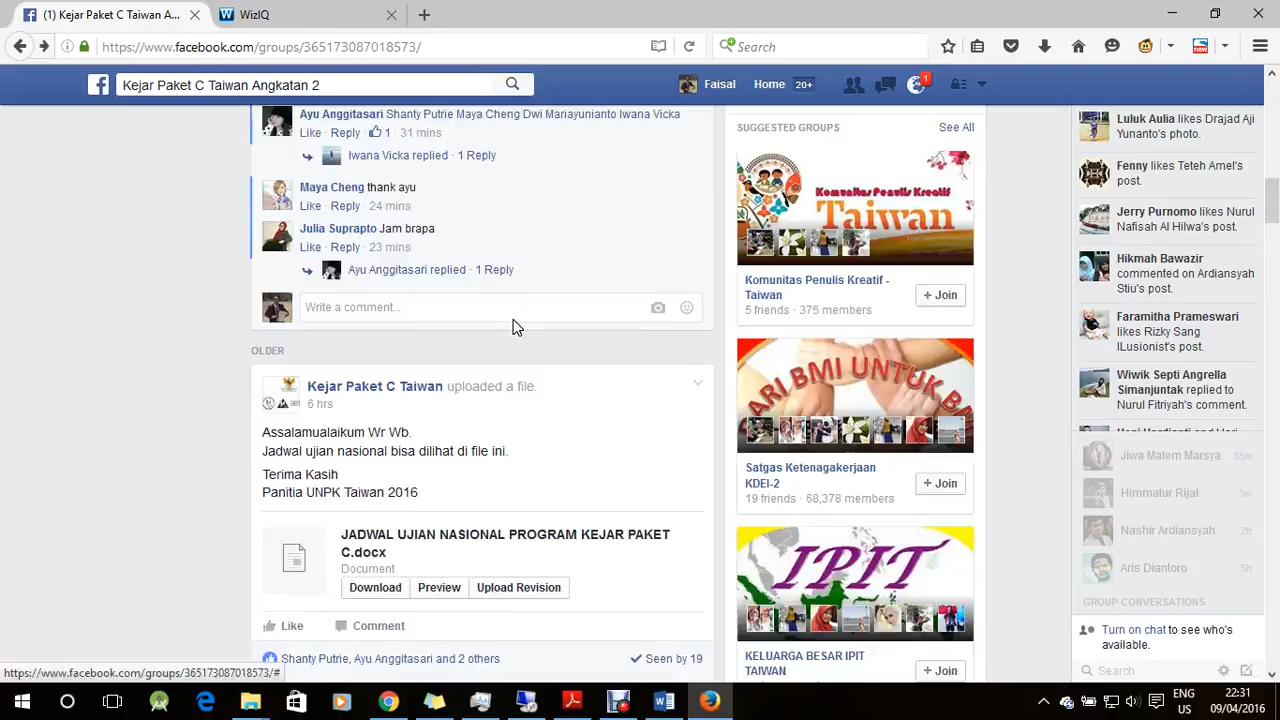 (1) Kejar Paket C Taiwan A...
WizIQ
https://www.facebook.com/groups/365173087018573/
Search
Kejar Paket C Taiwan Angkatan 2
Faisal
Home 20+
1
Ayu Anggitasari Shanty Putrie Maya Cheng Dwi Mariayunianto Iwana Vicka
Like · Reply · 1 · 31 mins
Iwana Vicka replied · 1 Reply
Maya Cheng thank ayu
Like · Reply · 24 mins
Julia Suprapto Jam brapa
Like · Reply · 23 mins
Ayu Anggitasari replied · 1 Reply
Write a comment...
OLDER
Kejar Paket C Taiwan uploaded a file.
6 hrs
Assalamualaikum Wr Wb.
Jadwal ujian nasional bisa dilihat di file ini.
Terima Kasih
Panitia UNPK Taiwan 2016
JADWAL UJIAN NASIONAL PROGRAM KEJAR PAKET
C.docx
Document
Download Preview Upload Revision
Like Comment
Shanty Putrie, Ayu Anggitasari and 2 others
Seen by 19
https://www.facebook.com/groups/365173087018573/#
SUGGESTED GROUPS
See All
Komunitas Penulis Kreatif
Taiwan
Komunitas Penulis Kreatif -
Taiwan
5 friends · 375 members
+ Join
ARI BMI UNTUK BM
Satgas Ketenagakerjaan
KDEI-2
19 friends · 68,378 members
+ Join
IPIT
KELUARGA BESAR IPIT
TAIWAN
+ Join
Luluk Aulia likes Drajad Aji
Yunanto's photo.
Fenny likes Teteh Amel's
post.
Jerry Purnomo likes Nurul
Nafisah Al Hilwa's post.
Hikmah Bawazir
commented on Ardiansyah
Stiu's post.
Faramitha Prameswari
likes Rizky Sang
ILusionist's post.
Wiwik Septi Angrella
Simanjuntak replied to
Nurul Fitriyah's comment.
Jiwa Malem Marsya 35m
Himmatur Rijal 3m
Nashir Ardiansyah 2h
Aris Diantoro 5h
GROUP CONVERSATIONS
Turn on chat to see who's
available.
Search
ENG
US
22:31
09/04/2016